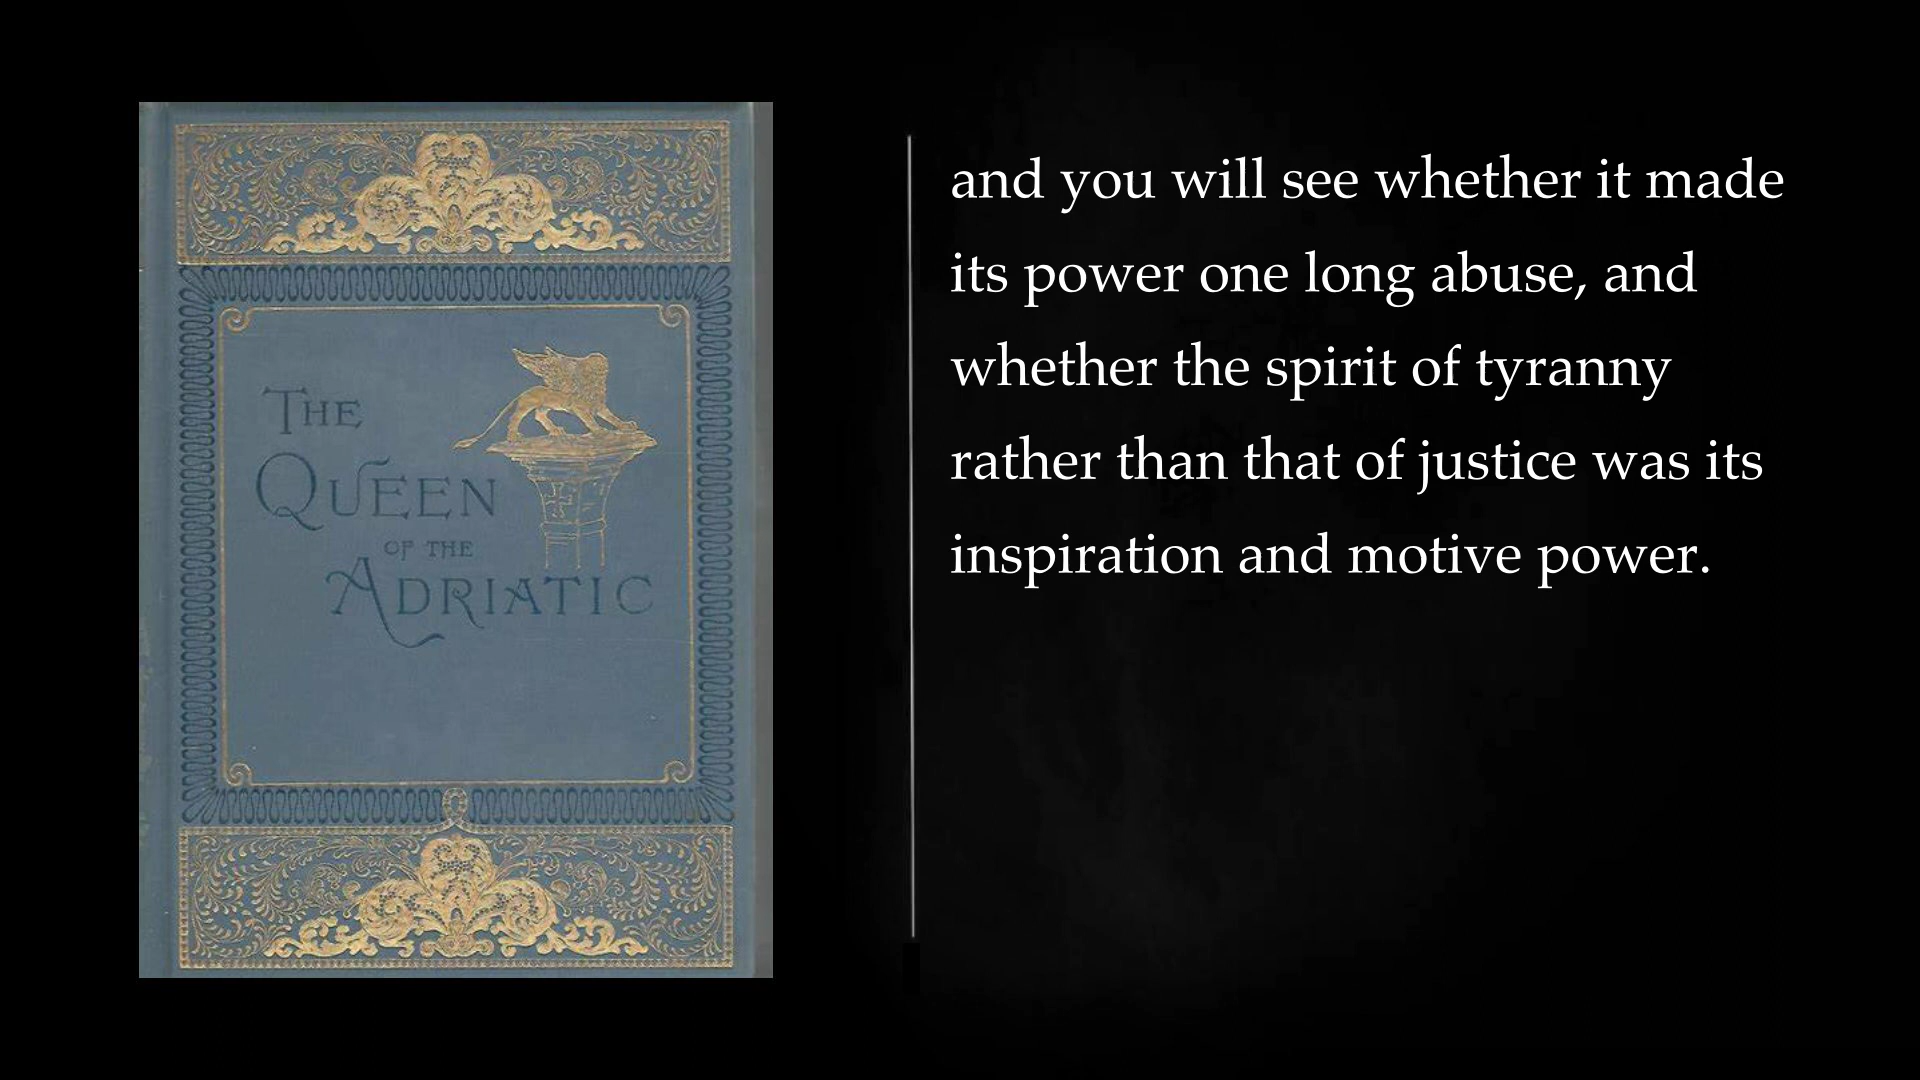 THE
QUEEN
OF THE
ADRIATIC
and you will see whether it made
its power one long abuse, and
whether the spirit of tyranny
rather than that of justice was its
inspiration and motive power.